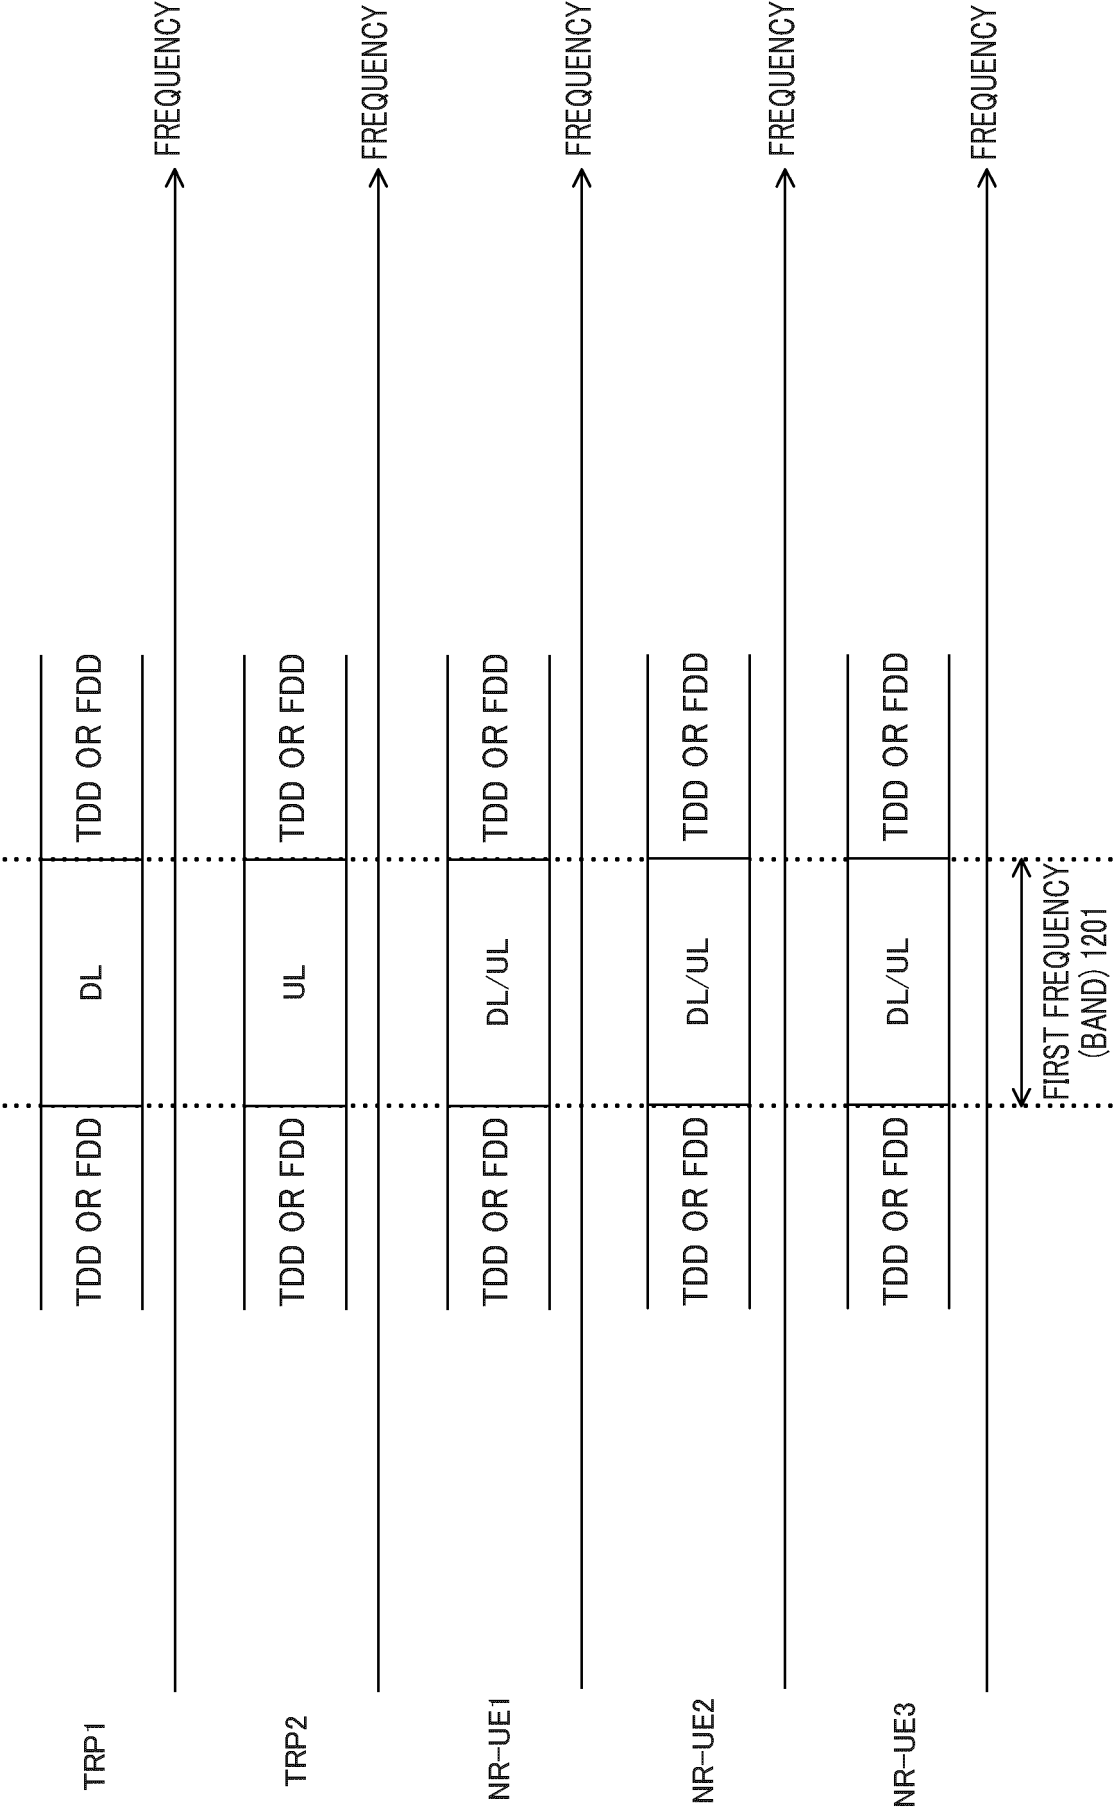 TRP1
TDD OR FDD
DL
TDD OR FDD
FREQUENCY
TRP2
TDD OR FDD
UL
TDD OR FDD
FREQUENCY
NR-UE1
TDD OR FDD
DL/UL
TDD OR FDD
FREQUENCY
NR-UE2
TDD OR FDD
DL/UL
TDD OR FDD
FREQUENCY
NR-UE3
TDD OR FDD
DL/UL
TDD OR FDD
FREQUENCY
FIRST FREQUENCY
(BAND) 1201